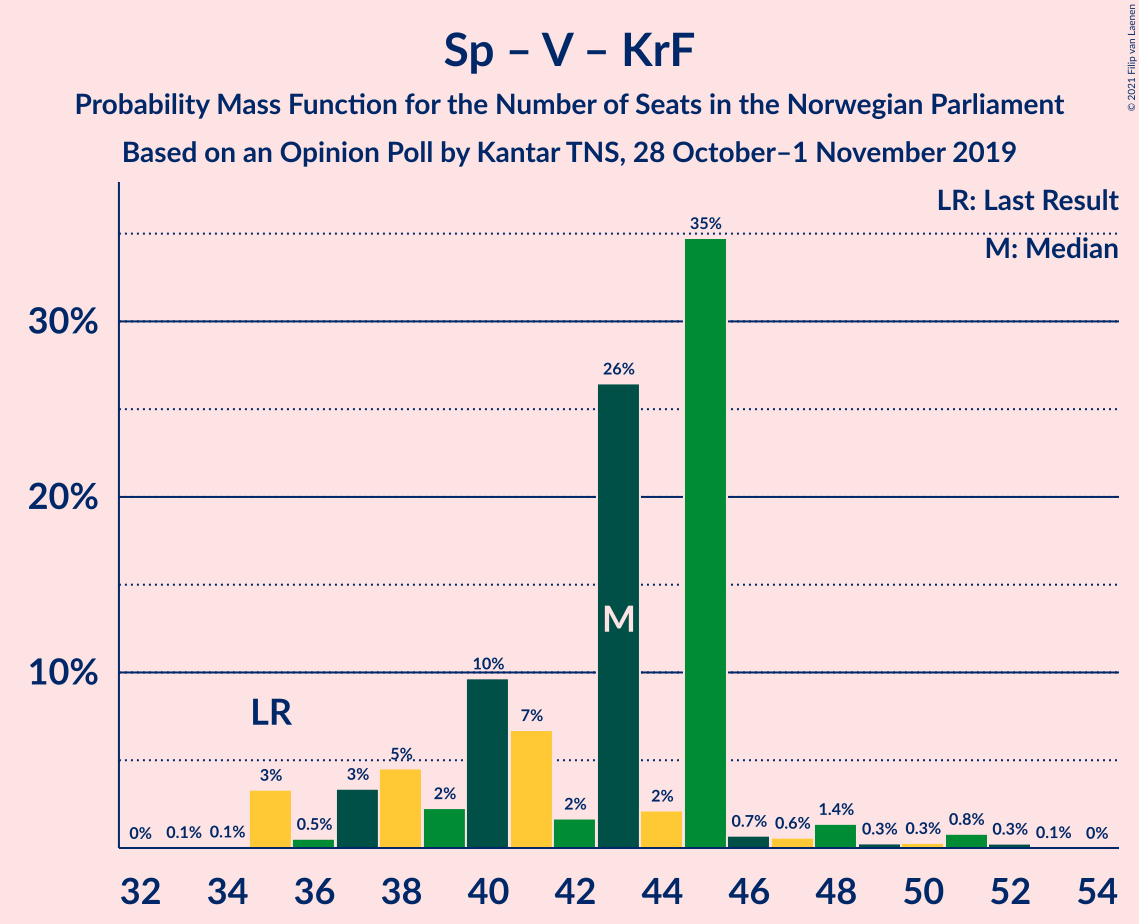 Sp – V – KrF
Probability Mass Function for the Number of Seats in the Norwegian Parliament
Based on an Opinion Poll by Kantar TNS, 28 October–1 November 2019
© 2021 Filip van Laenen
LR: Last Result
M: Median
30%
20%
10%
LR
M
0% 0.1% 0.1% 3% 0.5% 3% 5% 2% 10% 7% 2% 26% 2% 35% 0.7% 0.6% 1.4% 0.3% 0.3% 0.8% 0.3% 0.1% 0%
32 34 36 38 40 42 44 46 48 50 52 54